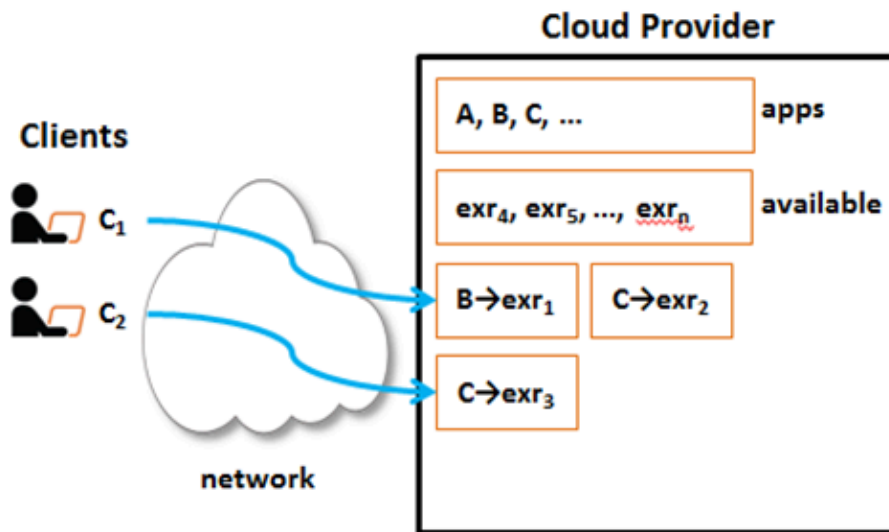 Cloud Provider
A, B, C, ...
apps
Clients
exr₄, exr₅, ..., exrₙ
available
C₁
B→exr₁
C→exr₂
C₂
C→exr₃
network